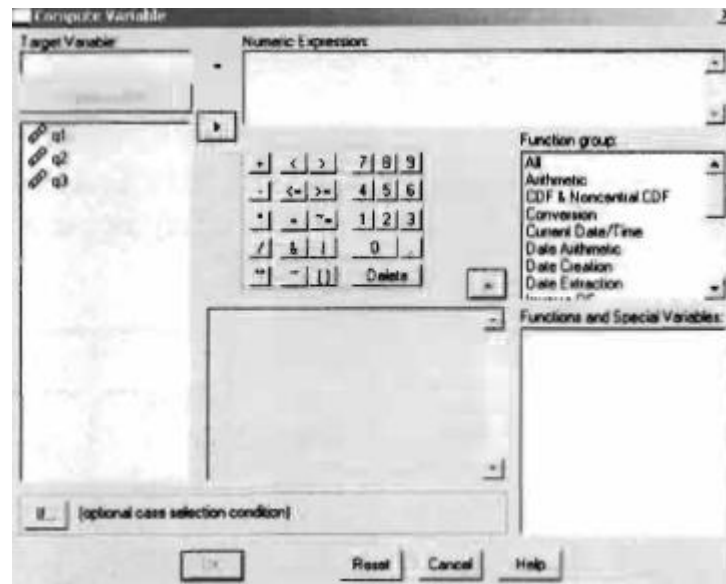 Compute Variable
Target Variable:
Numeric Expression:
=
q1
q2
q3
+ < > 7 8 9
- <= >= 4 5 6
* = ~= 1 2 3
/ & | 0 .
** ~ () Delete
Function group:
All
Arithmetic
CDF & Noncentral CDF
Conversion
Current Date/Time
Date Arithmetic
Date Creation
Date Extraction
Functions and Special Variables:
If... (optional case selection condition)
OK Reset Cancel Help